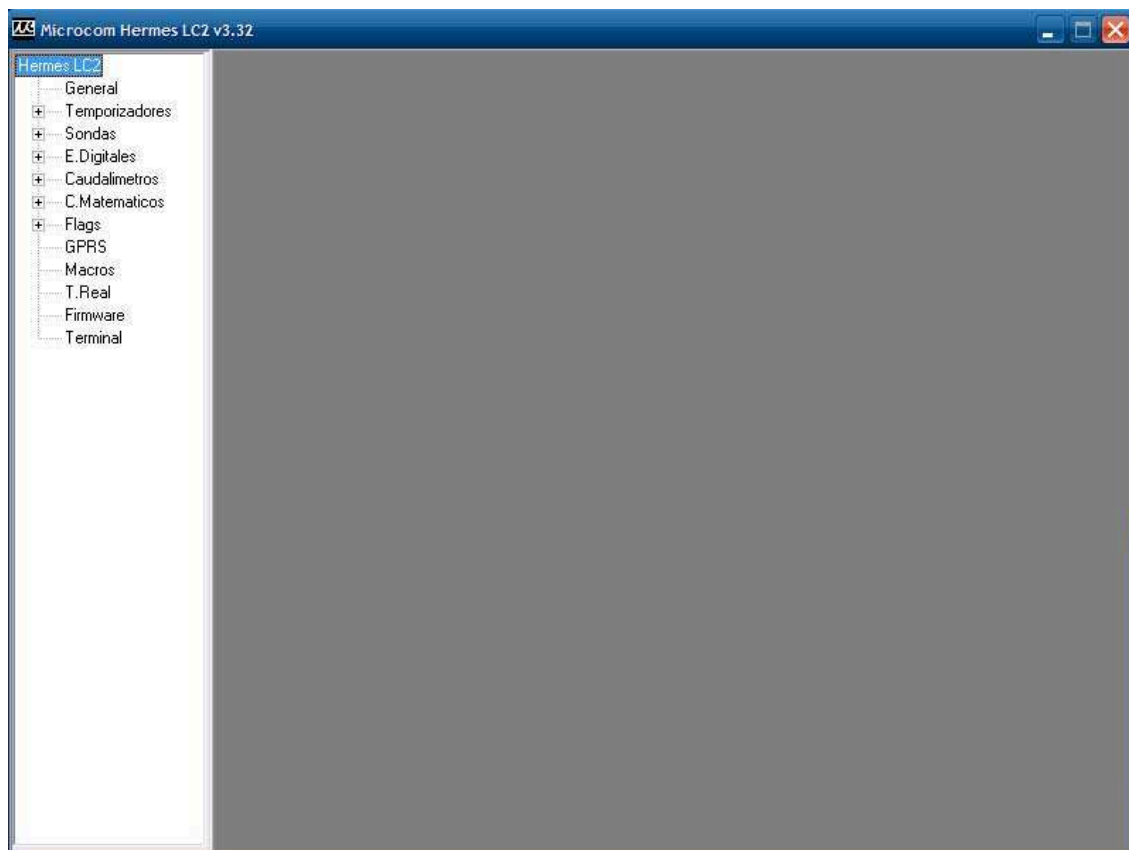 Microcom Hermes LC2 v3.32
Hermes LC2
General
Temporizadores
Sondas
E.Digitales
Caudalimetros
C.Matematicos
Flags
GPRS
Macros
T.Real
Firmware
Terminal